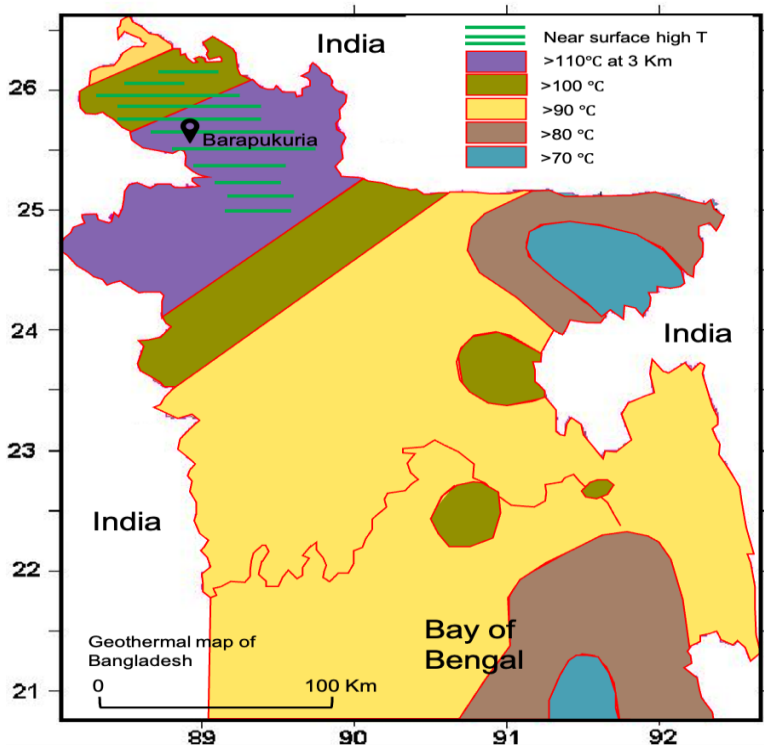 India
Near surface high T
>110℃ at 3 Km
>100 ℃
>90 ℃
>80 ℃
>70 ℃
Barapukuria
India
India
Bay of
Bengal
Geothermal map of
Bangladesh
0 100 Km
26
25
24
23
22
21
89 90 91 92